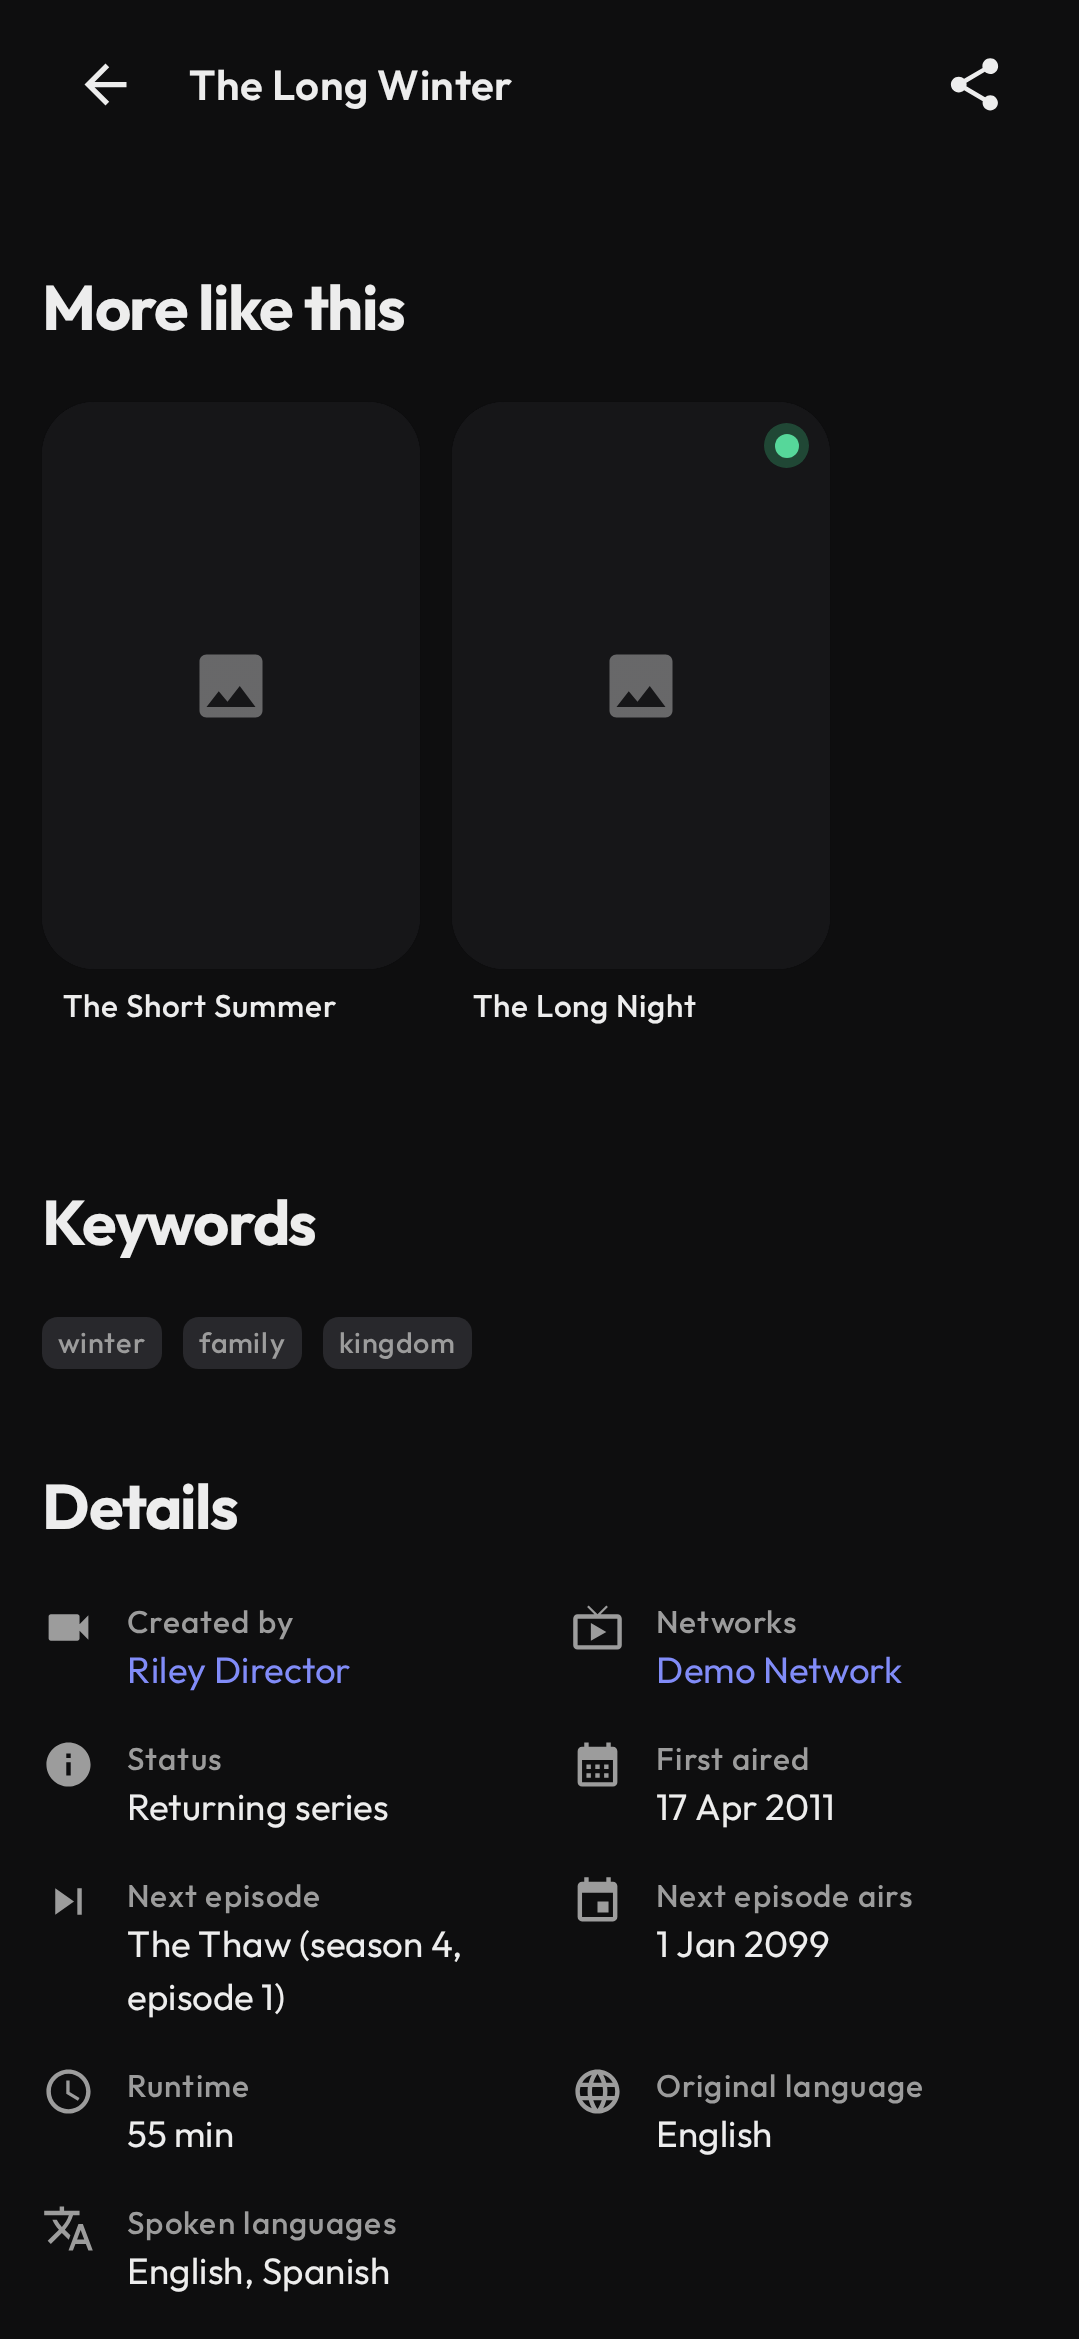 The Long Winter
More like this
The Short Summer
The Long Night
Keywords
winter family kingdom
Details
Created by
Riley Director
Networks
Demo Network
Status
Returning series
First aired
17 Apr 2011
Next episode
The Thaw (season 4,
episode 1)
Next episode airs
1 Jan 2099
Runtime
55 min
Original language
English
Spoken languages
English, Spanish